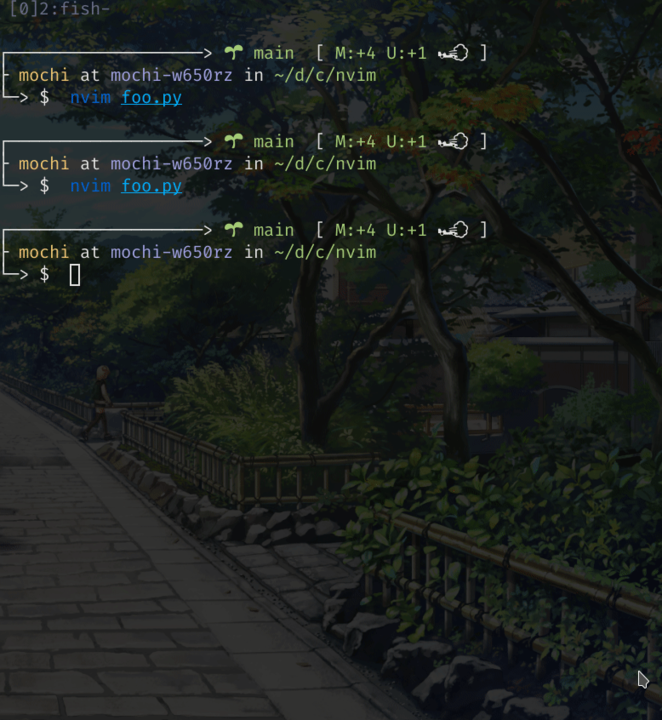 [0]2:fish-
main [ M:+4 U:+1 ]
mochi at mochi-w650rz in ~/d/c/nvim
$ nvim foo.py
main [ M:+4 U:+1 ]
mochi at mochi-w650rz in ~/d/c/nvim
$ nvim foo.py
main [ M:+4 U:+1 ]
mochi at mochi-w650rz in ~/d/c/nvim
$